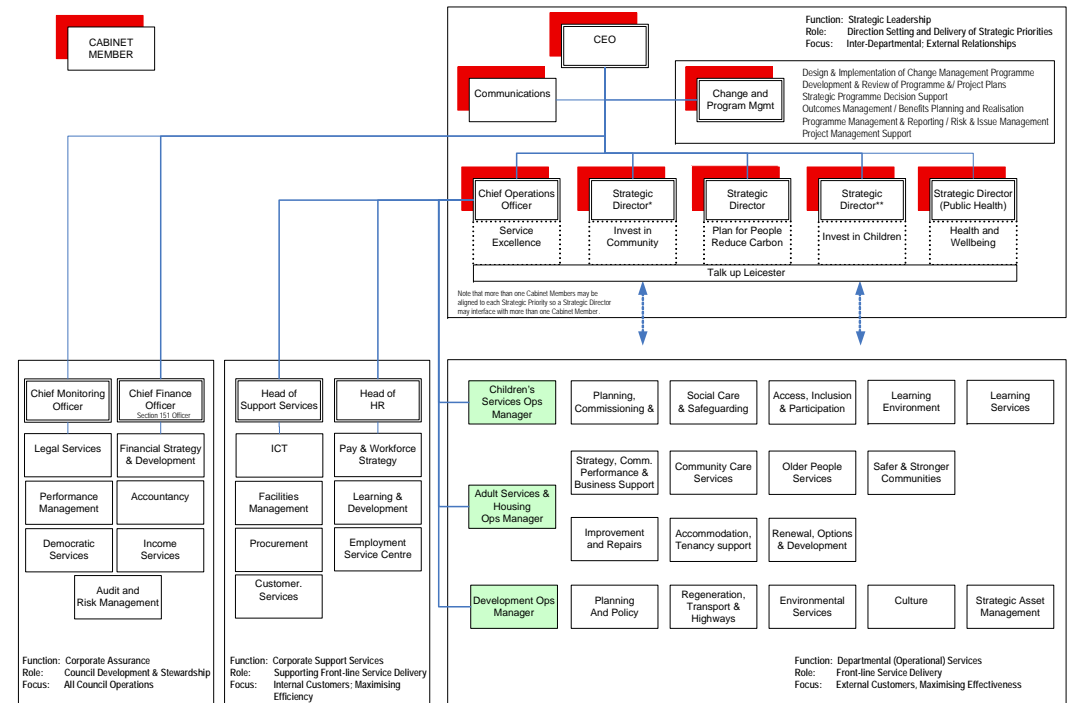 CABINET
MEMBER
CEO
Function: Strategic Leadership
Role: Direction Setting and Delivery of Strategic Priorities
Focus: Inter-Departmental; External Relationships
Communications
Change and
Program Mgmt
Design & Implementation of Change Management Programme
Development & Review of Programme &/ Project Plans
Strategic Programme Decision Support
Outcomes Management / Benefits Planning and Realisation
Programme Management & Reporting / Risk & Issue Management
Project Management Support
Chief Operations
Officer
Strategic
Director*
Strategic
Director
Strategic
Director**
Strategic Director
(Public Health)
Service
Excellence
Invest in
Community
Plan for People
Reduce Carbon
Invest in Children
Health and
Wellbeing
Talk up Leicester
Note that more than one Cabinet Members may be
aligned to each Strategic Priority so a Strategic Director
may interface with more than one Cabinet Member.
Chief Monitoring
Officer
Chief Finance
Officer
Section 151 Officer
Legal Services
Financial Strategy
& Development
Performance
Management
Accountancy
Democratic
Services
Income
Services
Audit and
Risk Management
Function: Corporate Assurance
Role: Council Development & Stewardship
Focus: All Council Operations
Head of
Support Services
Head of
HR
ICT
Pay & Workforce
Strategy
Facilities
Management
Learning &
Development
Procurement
Employment
Service Centre
Customer.
Services
Function: Corporate Support Services
Role: Supporting Front-line Service Delivery
Focus: Internal Customers; Maximising
Efficiency
Children's
Services Ops
Manager
Planning,
Commissioning &
Social Care
& Safeguarding
Access, Inclusion
& Participation
Learning
Environment
Learning
Services
Adult Services &
Housing
Ops Manager
Strategy, Comm.
Performance &
Business Support
Community Care
Services
Older People
Services
Safer & Stronger
Communities
Improvement
and Repairs
Accommodation,
Tenancy support
Renewal, Options
& Development
Development Ops
Manager
Planning
And Policy
Regeneration,
Transport &
Highways
Environmental
Services
Culture
Strategic Asset
Management
Function: Departmental (Operational) Services
Role: Front-line Service Delivery
Focus: External Customers, Maximising Effectiveness